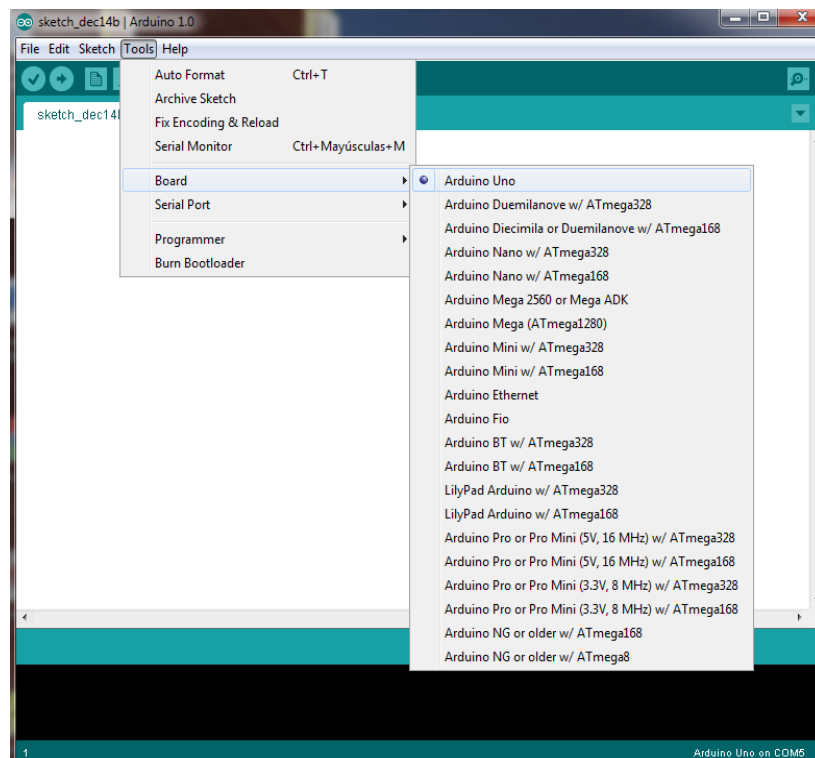 sketch_dec14b | Arduino 1.0
File Edit Sketch Tools Help
Auto Format Ctrl+T
Archive Sketch
sketch_dec14
Fix Encoding & Reload
Serial Monitor Ctrl+Mayúsculas+M
Board
Serial Port
Programmer
Burn Bootloader
Arduino Uno
Arduino Duemilanove w/ ATmega328
Arduino Diecimila or Duemilanove w/ ATmega168
Arduino Nano w/ ATmega328
Arduino Nano w/ ATmega168
Arduino Mega 2560 or Mega ADK
Arduino Mega (ATmega1280)
Arduino Mini w/ ATmega328
Arduino Mini w/ ATmega168
Arduino Ethernet
Arduino Fio
Arduino BT w/ ATmega328
Arduino BT w/ ATmega168
LilyPad Arduino w/ ATmega328
LilyPad Arduino w/ ATmega168
Arduino Pro or Pro Mini (5V, 16 MHz) w/ ATmega328
Arduino Pro or Pro Mini (5V, 16 MHz) w/ ATmega168
Arduino Pro or Pro Mini (3.3V, 8 MHz) w/ ATmega328
Arduino Pro or Pro Mini (3.3V, 8 MHz) w/ ATmega168
Arduino NG or older w/ ATmega168
Arduino NG or older w/ ATmega8
1 Arduino Uno on COM5